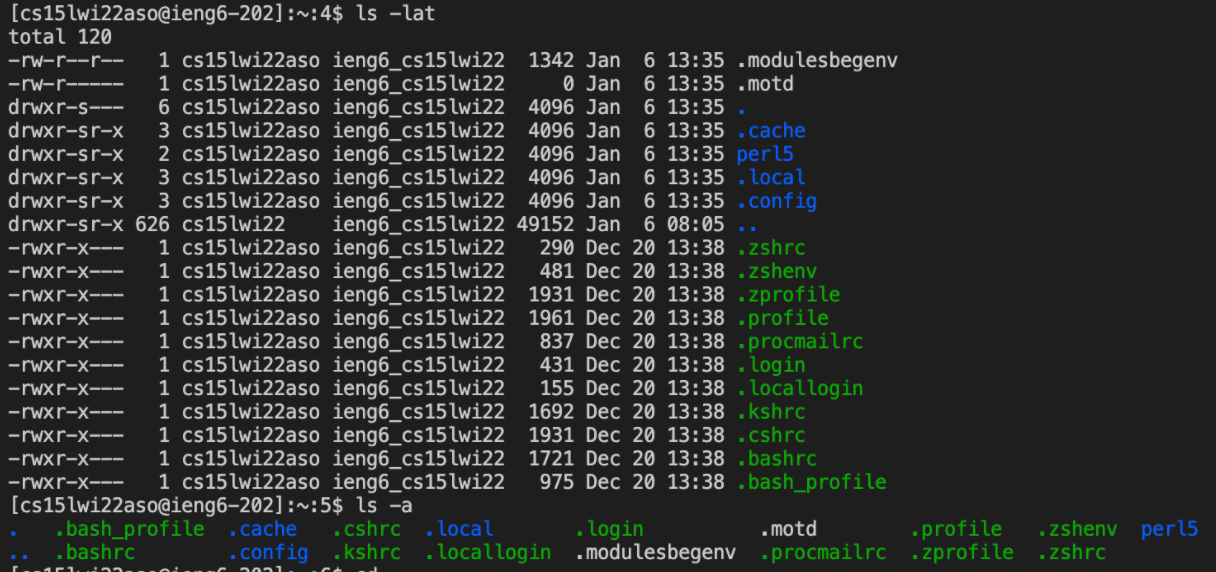 [cs15lwi22aso@ieng6-202]:~:4$ ls -lat
total 120
-rw-r--r--   1 cs15lwi22aso ieng6_cs15lwi22  1342 Jan  6 13:35 .modulesbegenv
-rw-r-----   1 cs15lwi22aso ieng6_cs15lwi22     0 Jan  6 13:35 .motd
drwxr-s---   6 cs15lwi22aso ieng6_cs15lwi22  4096 Jan  6 13:35 .
drwxr-sr-x   3 cs15lwi22aso ieng6_cs15lwi22  4096 Jan  6 13:35 .cache
drwxr-sr-x   2 cs15lwi22aso ieng6_cs15lwi22  4096 Jan  6 13:35 perl5
drwxr-sr-x   3 cs15lwi22aso ieng6_cs15lwi22  4096 Jan  6 13:35 .local
drwxr-sr-x   3 cs15lwi22aso ieng6_cs15lwi22  4096 Jan  6 13:35 .config
drwxr-sr-x 626 cs15lwi22    ieng6_cs15lwi22 49152 Jan  6 08:05 ..
-rwxr-x---   1 cs15lwi22aso ieng6_cs15lwi22   290 Dec 20 13:38 .zshrc
-rwxr-x---   1 cs15lwi22aso ieng6_cs15lwi22   481 Dec 20 13:38 .zshenv
-rwxr-x---   1 cs15lwi22aso ieng6_cs15lwi22  1931 Dec 20 13:38 .zprofile
-rwxr-x---   1 cs15lwi22aso ieng6_cs15lwi22  1961 Dec 20 13:38 .profile
-rwxr-x---   1 cs15lwi22aso ieng6_cs15lwi22   837 Dec 20 13:38 .procmailrc
-rwxr-x---   1 cs15lwi22aso ieng6_cs15lwi22   431 Dec 20 13:38 .login
-rwxr-x---   1 cs15lwi22aso ieng6_cs15lwi22   155 Dec 20 13:38 .locallogin
-rwxr-x---   1 cs15lwi22aso ieng6_cs15lwi22  1692 Dec 20 13:38 .kshrc
-rwxr-x---   1 cs15lwi22aso ieng6_cs15lwi22  1931 Dec 20 13:38 .cshrc
-rwxr-x---   1 cs15lwi22aso ieng6_cs15lwi22  1721 Dec 20 13:38 .bashrc
-rwxr-x---   1 cs15lwi22aso ieng6_cs15lwi22   975 Dec 20 13:38 .bash_profile
[cs15lwi22aso@ieng6-202]:~:5$ ls -a
.   .bash_profile  .cache   .cshrc  .local       .login          .motd        .profile   .zshenv  perl5
..  .bashrc        .config  .kshrc  .locallogin  .modulesbegenv  .procmailrc  .zprofile  .zshrc